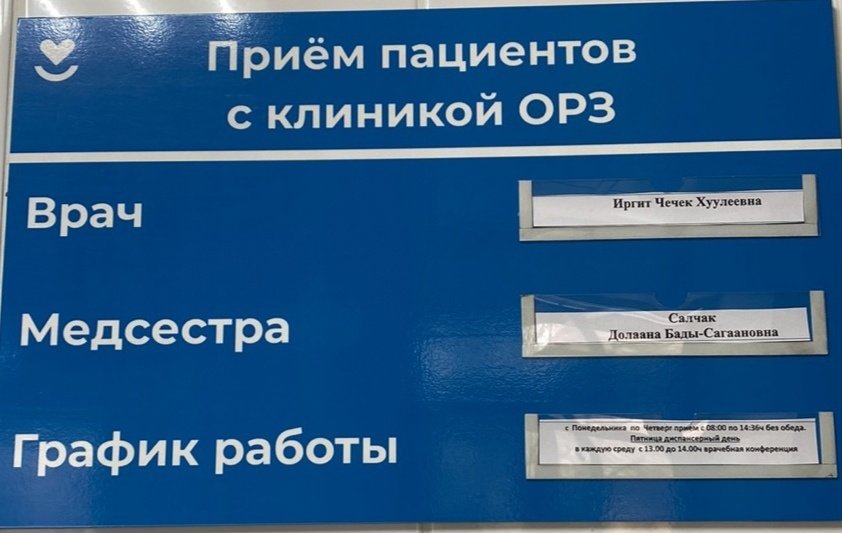 Приём пациентов
с клиникой ОРЗ
Врач
Иргит Чечек Хуулеевна
Медсестра
Салчак
Долаана Бады-Сагаановна
График работы
с Понедельника по Четверг прием с 08:00 по 14:36ч без обеда.
Пятница диспансерный день
в каждую среду с 13.00 до 14.00ч врачебная конференция